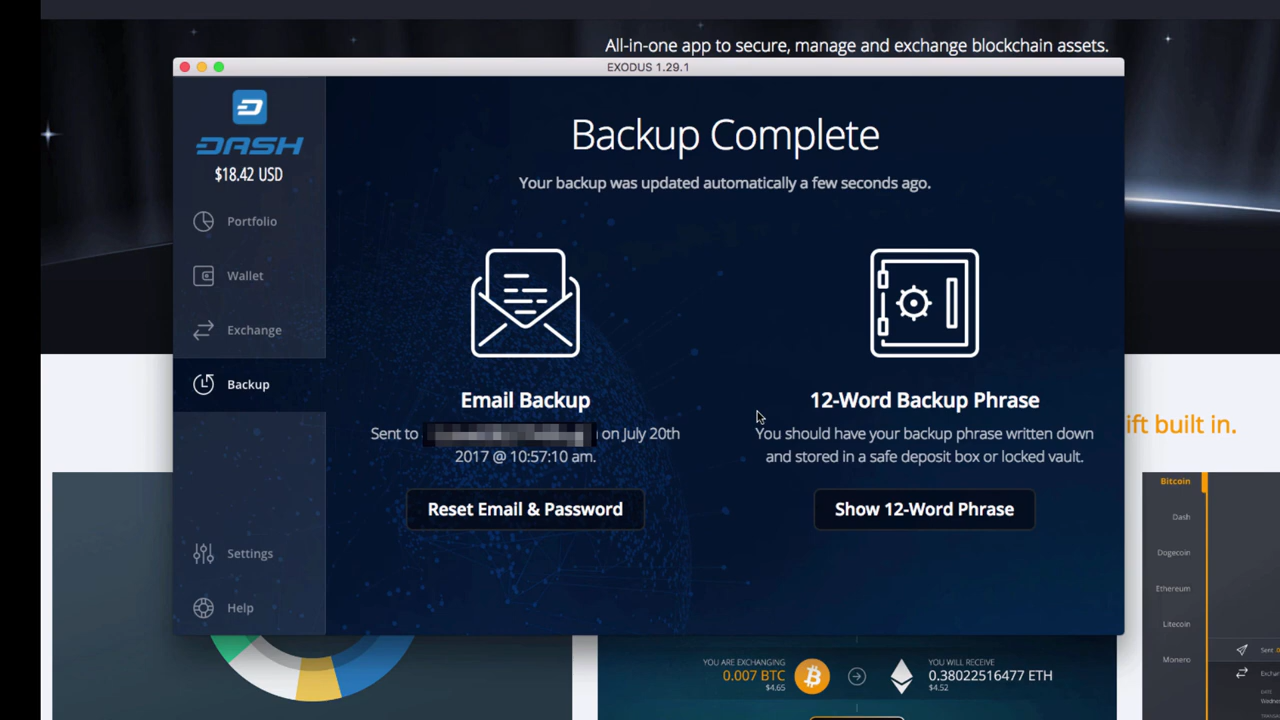 All-in-one app to secure, manage and exchange blockchain assets.
EXODUS 1.29.1
DASH
$18.42 USD
Portfolio
Wallet
Exchange
Backup
Settings
Help
Backup Complete
Your backup was updated automatically a few seconds ago.
Email Backup
Sent to on July 20th
2017 @ 10:57:10 am.
Reset Email & Password
12-Word Backup Phrase
You should have your backup phrase written down
and stored in a safe deposit box or locked vault.
Show 12-Word Phrase
ift built in.
Bitcoin
Dash
Dogecoin
Ethereum
Litecoin
Monero
Sent
Excha
Wedne
YOU ARE EXCHANGING
0.007 BTC
$4.65
YOU WILL RECEIVE
0.38022516477 ETH
$4.52